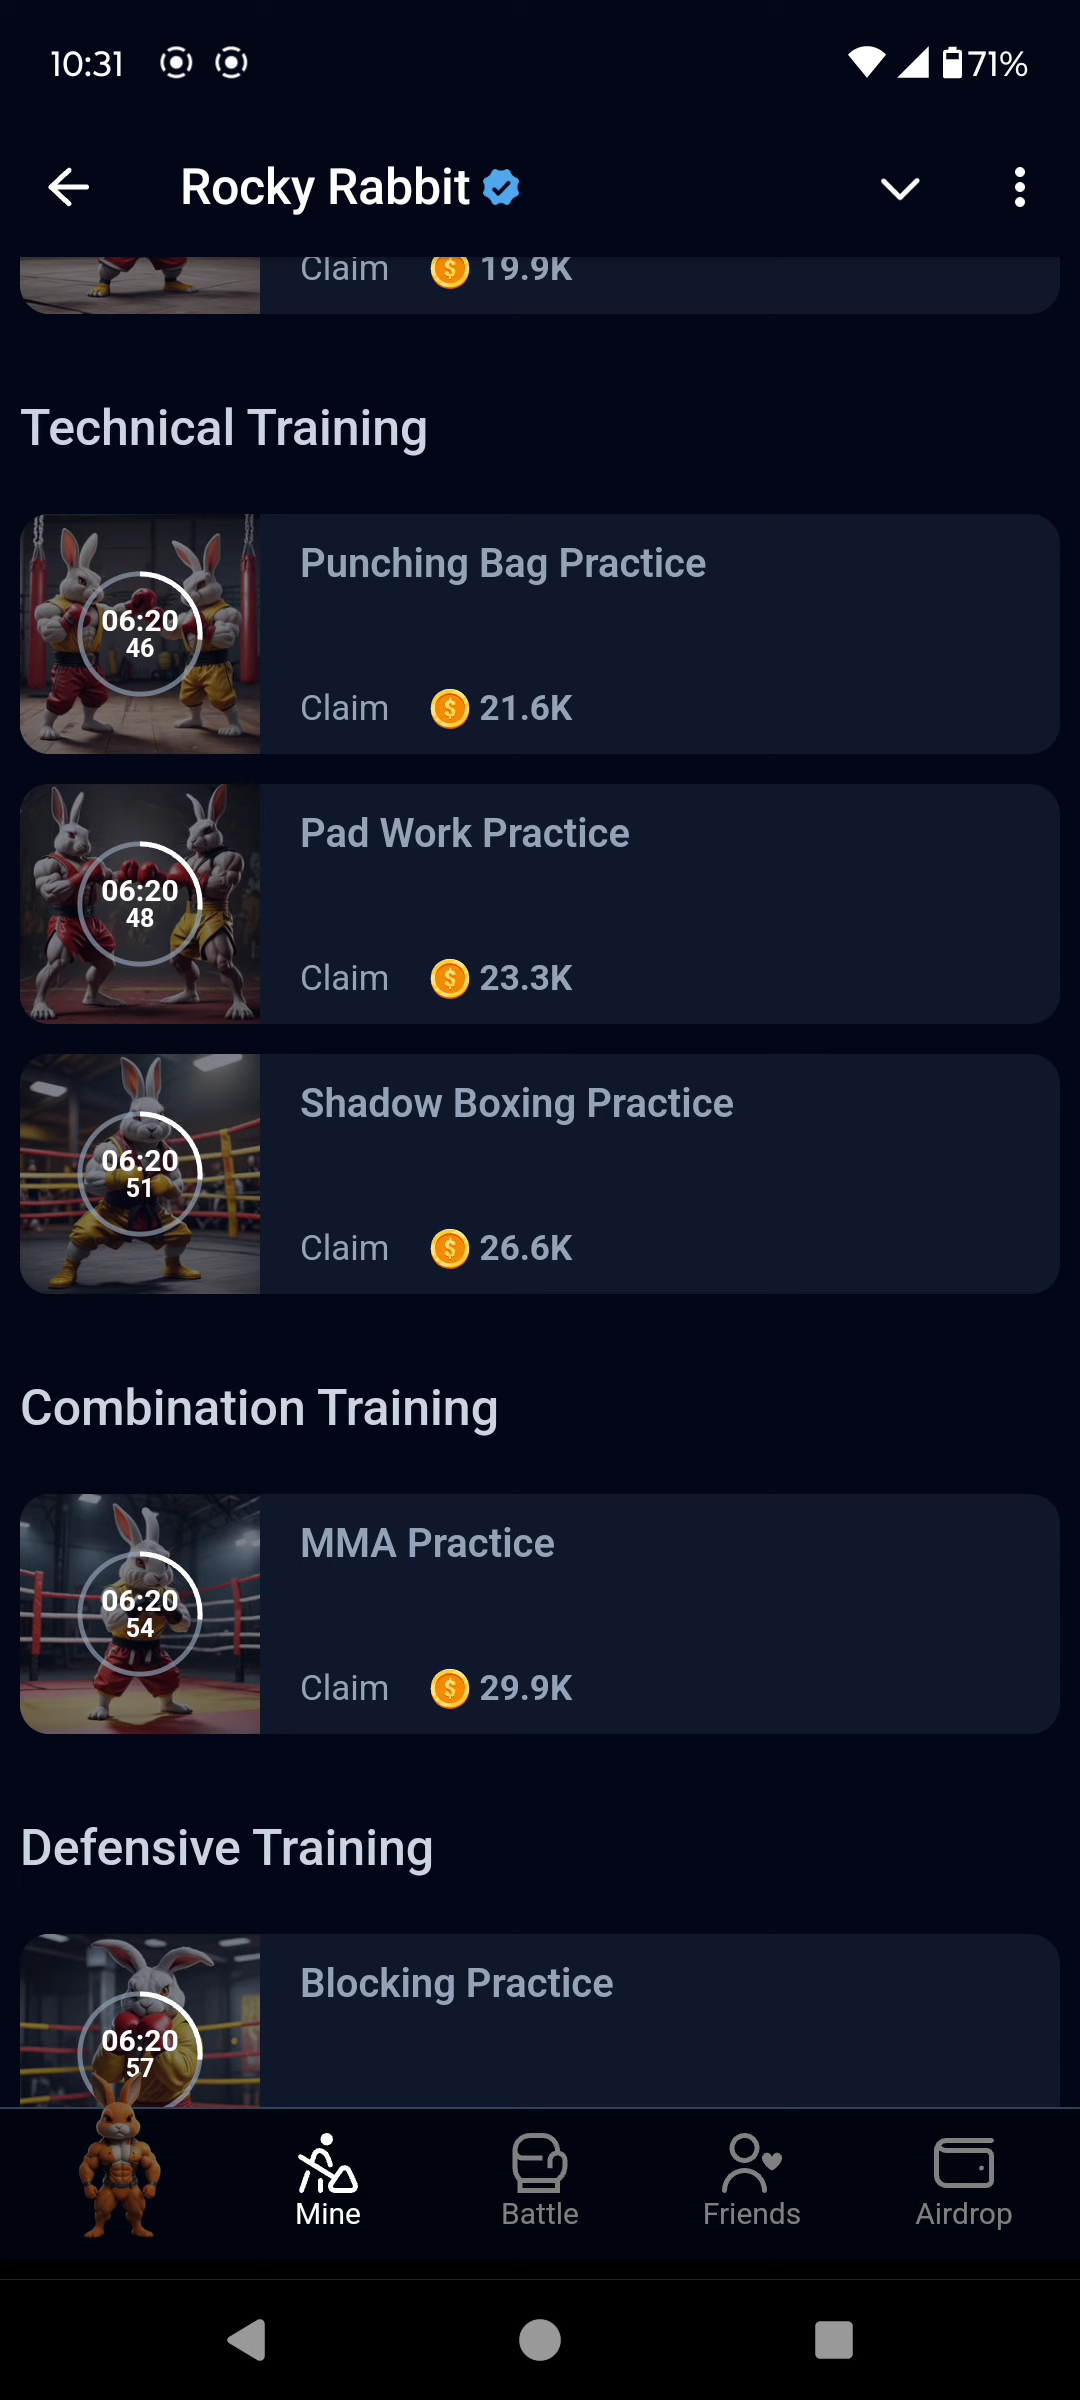 10:31
71%
Rocky Rabbit
Claim 19.9K
Technical Training
Punching Bag Practice
06:20
46
Claim 21.6K
Pad Work Practice
06:20
48
Claim 23.3K
Shadow Boxing Practice
06:20
51
Claim 26.6K
Combination Training
MMA Practice
06:20
54
Claim 29.9K
Defensive Training
Blocking Practice
06:20
57
Mine Battle Friends Airdrop